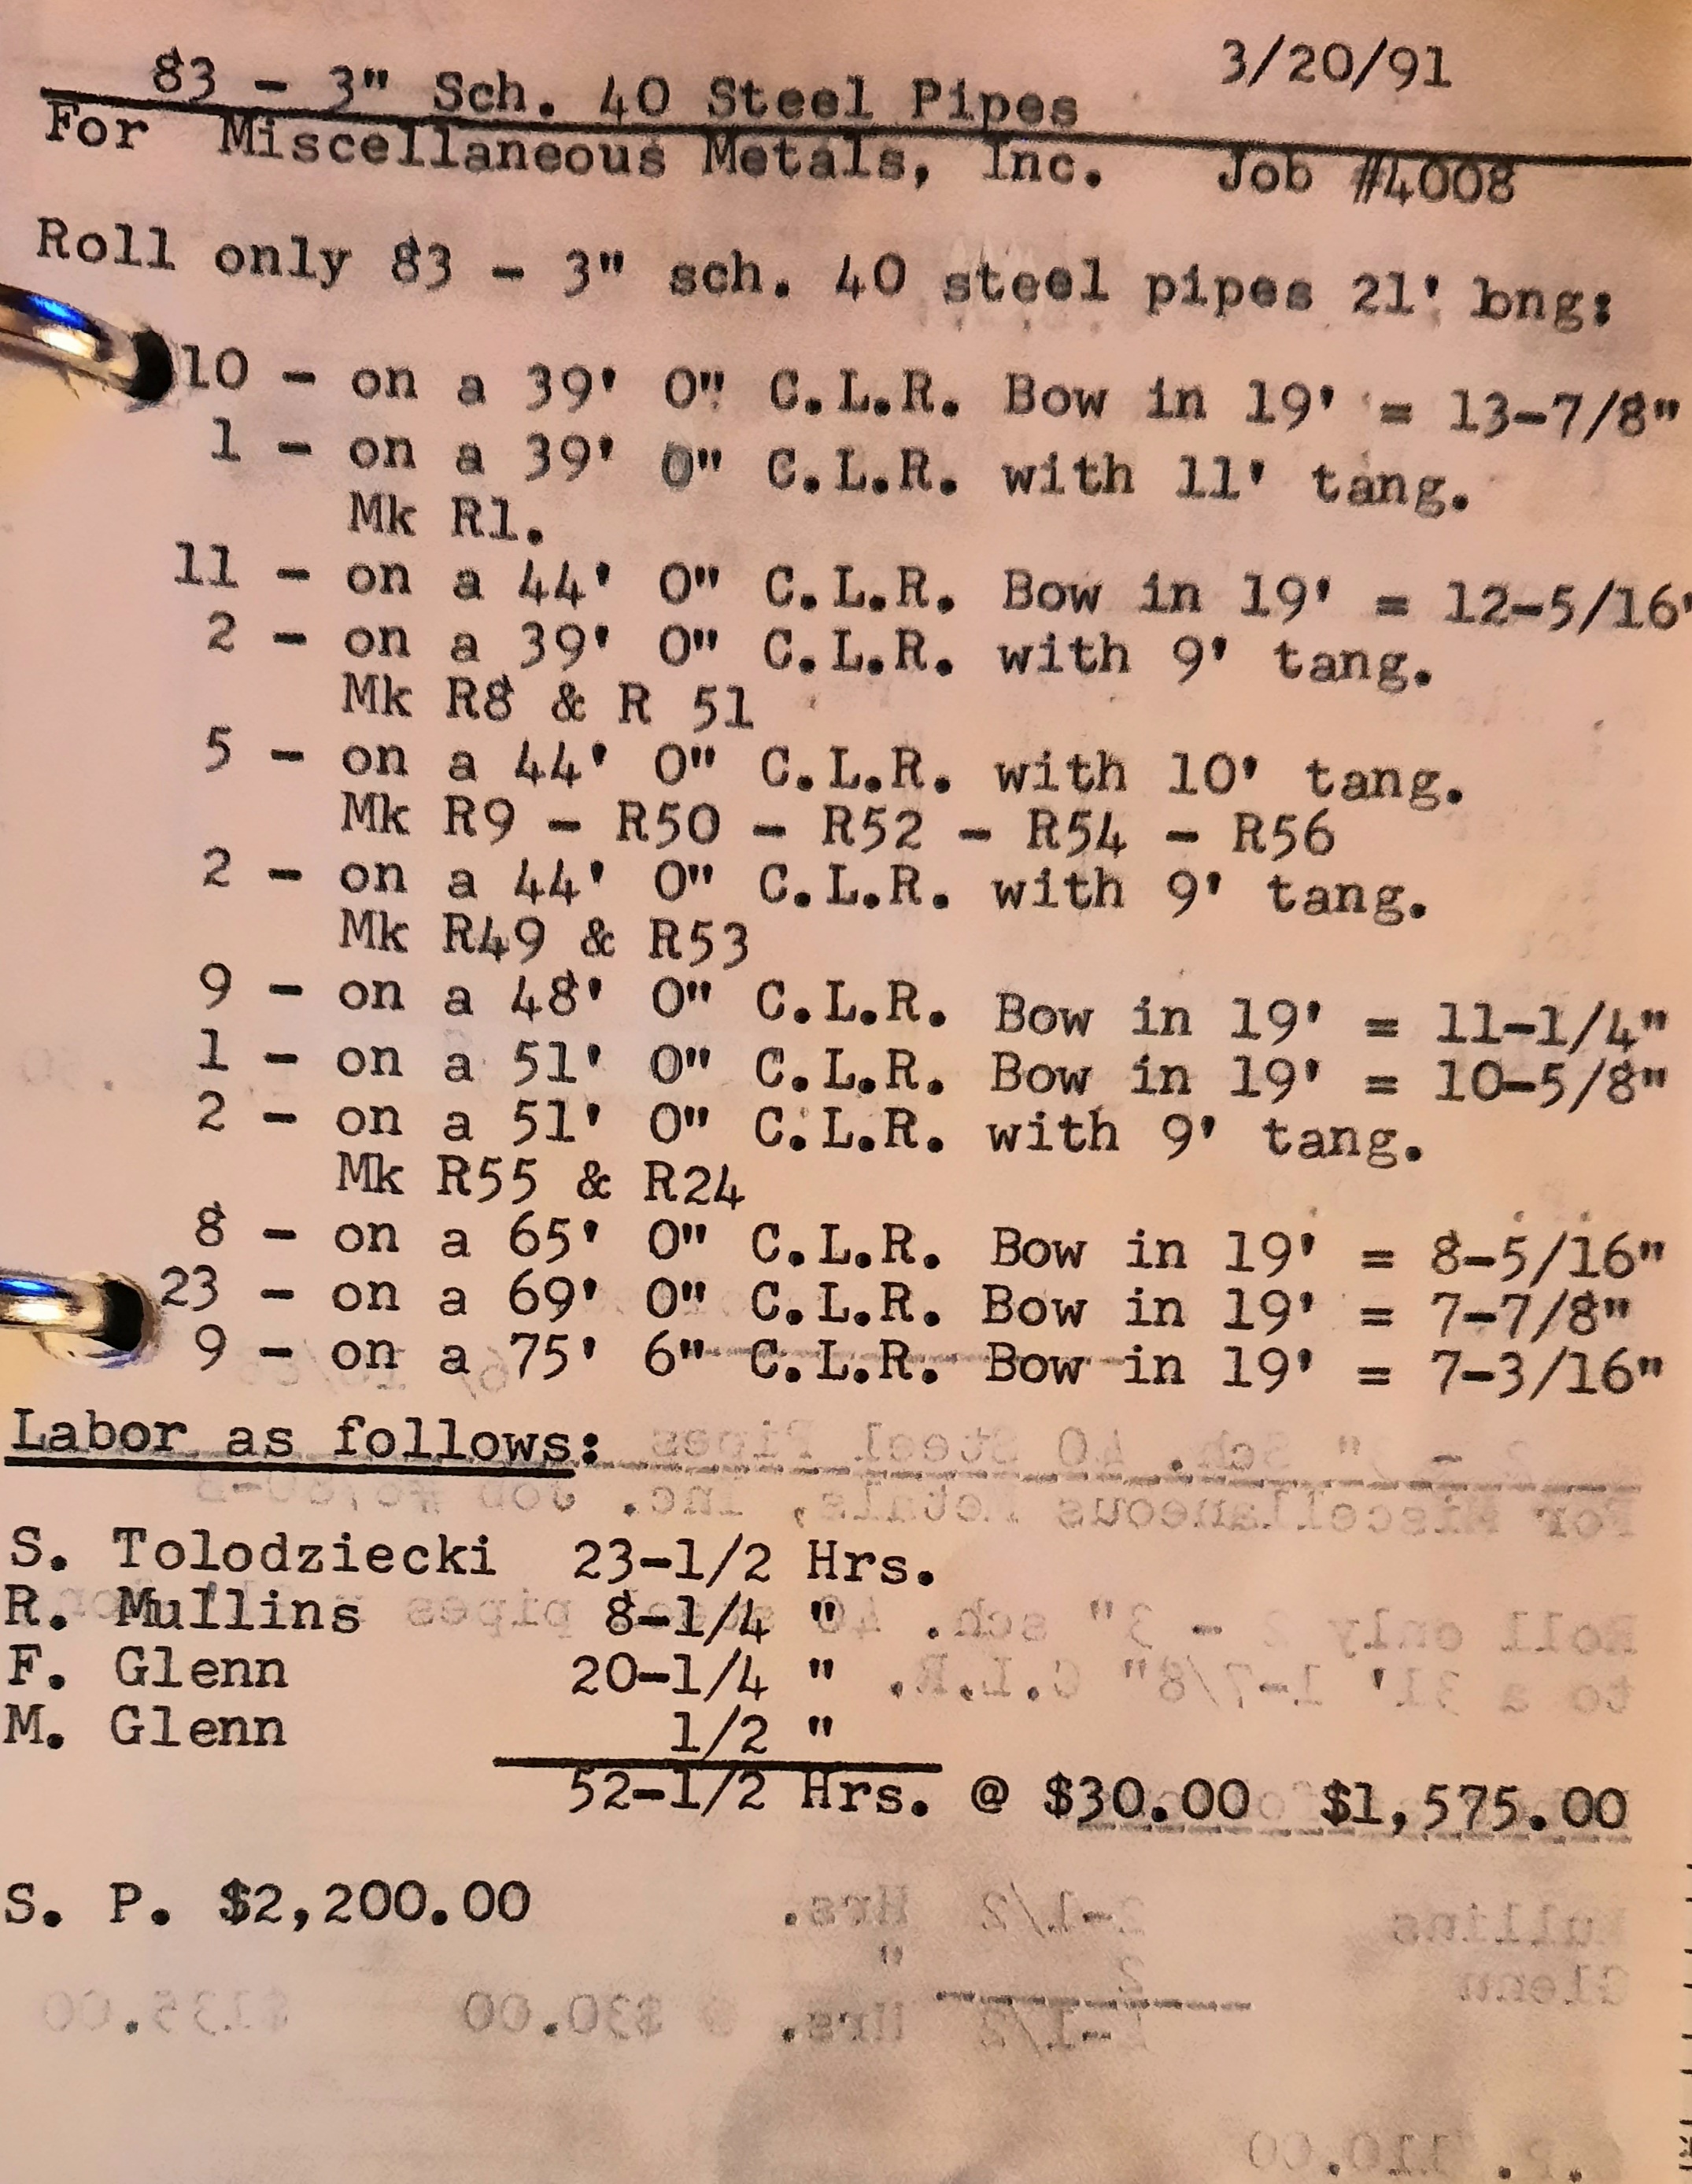 83 - 3" Sch. 40 Steel Pipes 3/20/91
For Miscellaneous Metals, Inc. Job #4008
Roll only 83 - 3" sch. 40 steel pipes 21' long:
10 - on a 39' 0" C.L.R. Bow in 19' = 13-7/8"
1 - on a 39' 0" C.L.R. with 11' tang.
Mk R1.
11 - on a 44' 0" C.L.R. Bow in 19' = 12-5/16"
2 - on a 39' 0" C.L.R. with 9' tang.
Mk R8 & R 51
5 - on a 44' 0" C.L.R. with 10' tang.
Mk R9 - R50 - R52 - R54 - R56
2 - on a 44' 0" C.L.R. with 9' tang.
Mk R49 & R53
9 - on a 48' 0" C.L.R. Bow in 19' = 11-1/4"
1 - on a 51' 0" C.L.R. Bow in 19' = 10-5/8"
2 - on a 51' 0" C.L.R. with 9' tang.
Mk R55 & R24
8 - on a 65' 0" C.L.R. Bow in 19' = 8-5/16"
23 - on a 69' 0" C.L.R. Bow in 19' = 7-7/8"
9 - on a 75' 6" C.L.R. Bow in 19' = 7-3/16"
Labor as follows:
S. Tolodziecki 23-1/2 Hrs.
R. Mullins 8-1/4 "
F. Glenn 20-1/4 "
M. Glenn 1/2 "
52-1/2 Hrs. @ $30.00 $1,575.00
S. P. $2,200.00